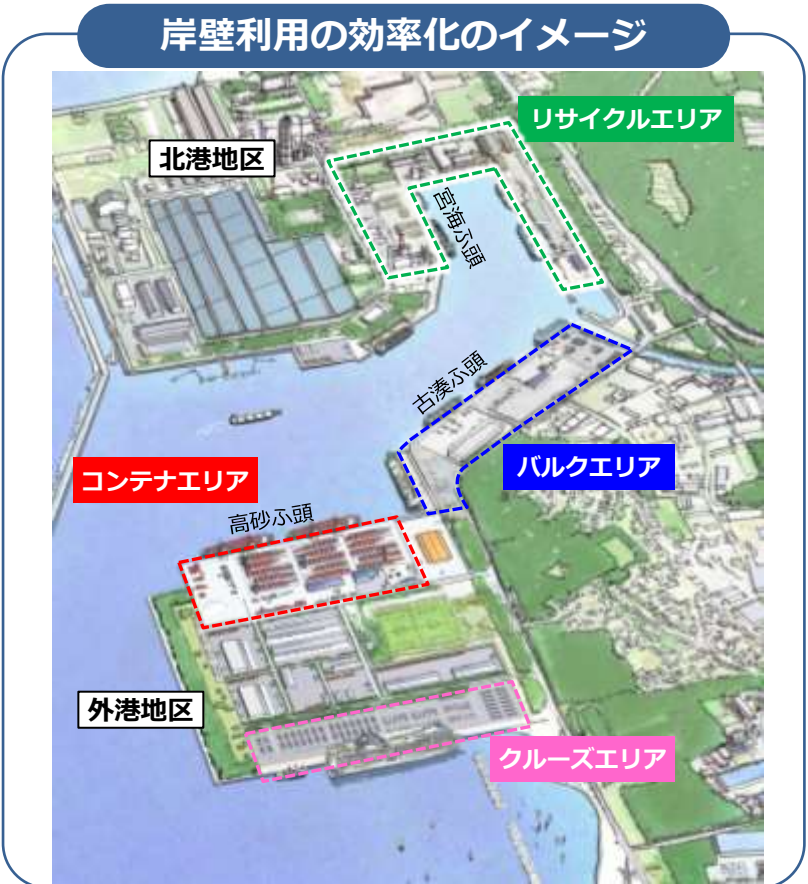 岸壁利用の効率化のイメージ
リサイクルエリア
北港地区
宮海ふ頭
古湊ふ頭
バルクエリア
コンテナエリア
高砂ふ頭
外港地区
クルーズエリア